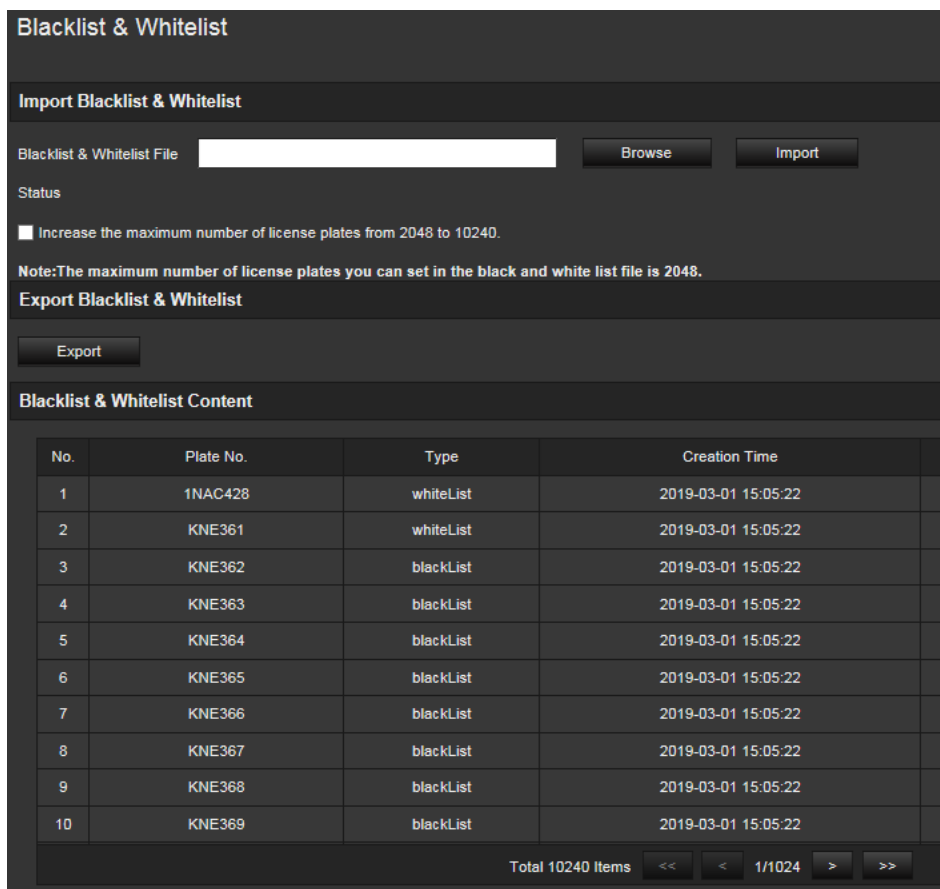 Blacklist & Whitelist
Import Blacklist & Whitelist
Blacklist & Whitelist File Browse Import
Status
Increase the maximum number of license plates from 2048 to 10240.
Note:The maximum number of license plates you can set in the black and white list file is 2048.
Export Blacklist & Whitelist
Export
Blacklist & Whitelist Content
No. Plate No. Type Creation Time
1 1NAC428 whiteList 2019-03-01 15:05:22
2 KNE361 whiteList 2019-03-01 15:05:22
3 KNE362 blackList 2019-03-01 15:05:22
4 KNE363 blackList 2019-03-01 15:05:22
5 KNE364 blackList 2019-03-01 15:05:22
6 KNE365 blackList 2019-03-01 15:05:22
7 KNE366 blackList 2019-03-01 15:05:22
8 KNE367 blackList 2019-03-01 15:05:22
9 KNE368 blackList 2019-03-01 15:05:22
10 KNE369 blackList 2019-03-01 15:05:22
Total 10240 Items << < 1/1024 > >>